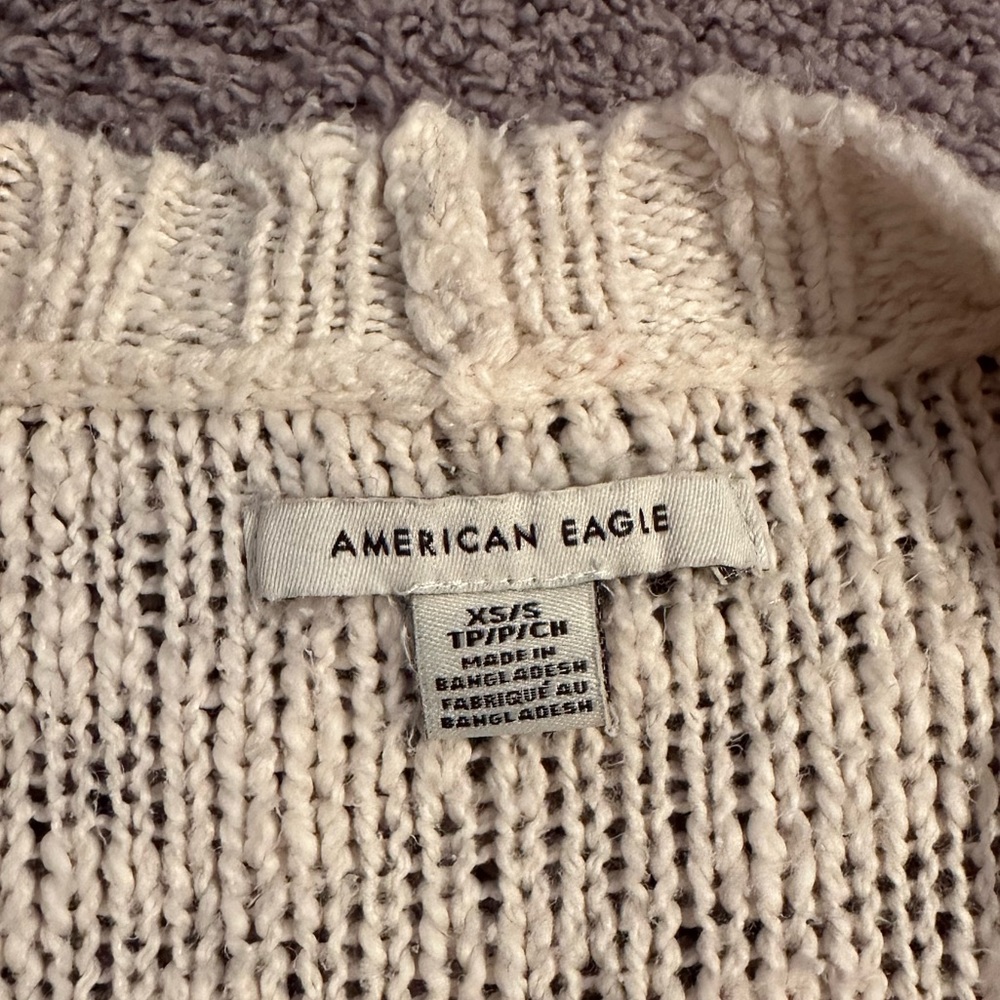 AMERICAN EAGLE
XS/S
TP/P/CH
MADE IN
BANGLADESH
FABRIQUÉ AU
BANGLADESH